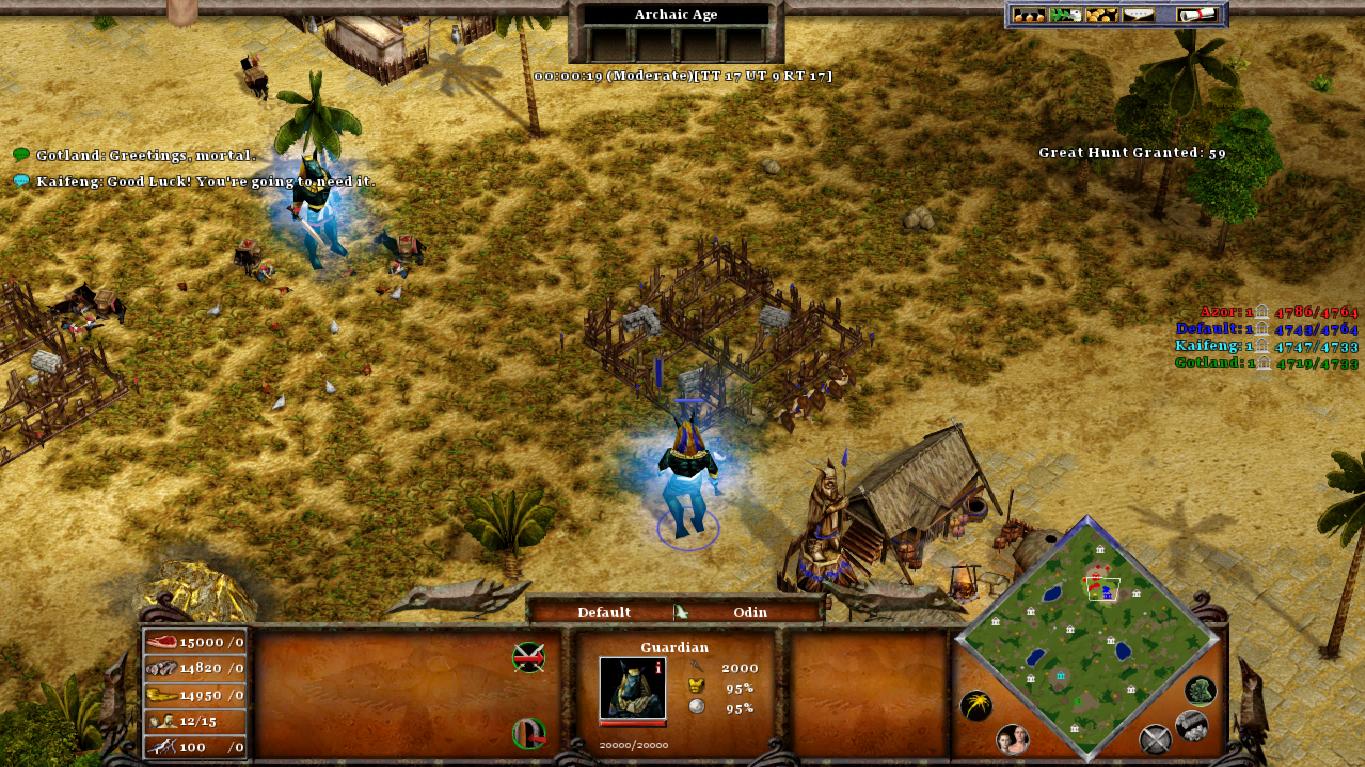 Archaic Age
00:00:19 (Moderate)[TT 17 UT 9 RT 17]
Gotland: Greetings, mortal.
Kaifeng: Good Luck! You're going to need it.
Great Hunt Granted: 59
Azor: 1 4786/4764
Default: 1 4748/4764
Kaifeng: 1 4747/4733
Gotland: 1 4719/4733
Default Odin
15000 /0
14820 /0
14950 /0
12/15
100 /0
Guardian
2000
95%
95%
20000/20000